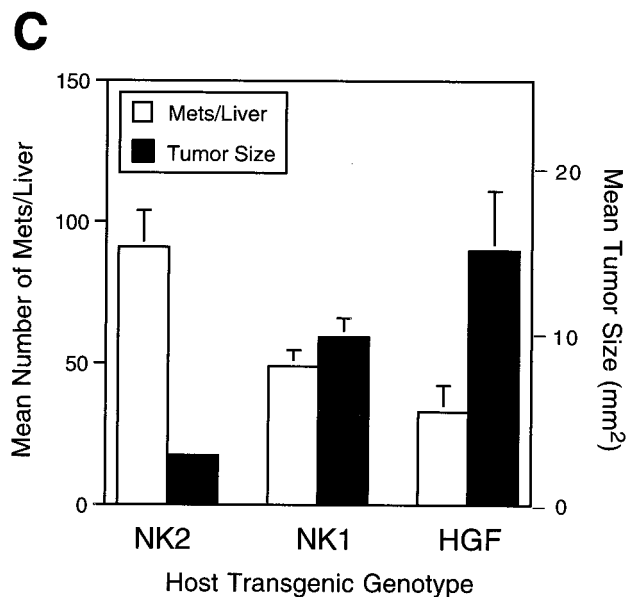 C
Mean Number of Mets/Liver
150
100
50
0
Mets/Liver
Tumor Size
20
10
0
Mean Tumor Size (mm²)
NK2 NK1 HGF
Host Transgenic Genotype